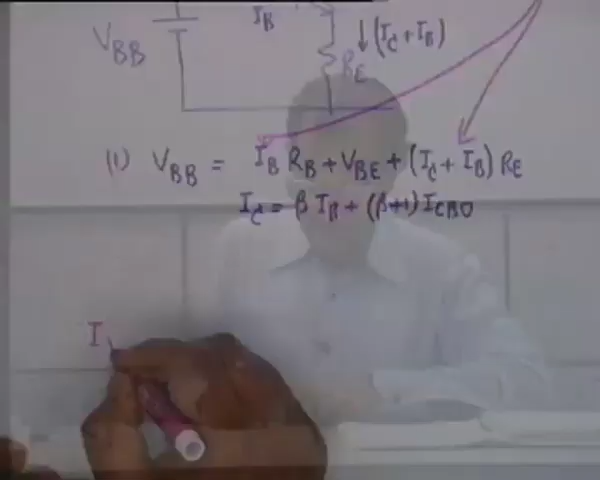 V_BB
I_B
↓ (I_C + I_B)
R_E
(1) V_BB = I_B R_B + V_BE + (I_C + I_B) R_E
I_C = β I_B + (β+1) I_CBO
I